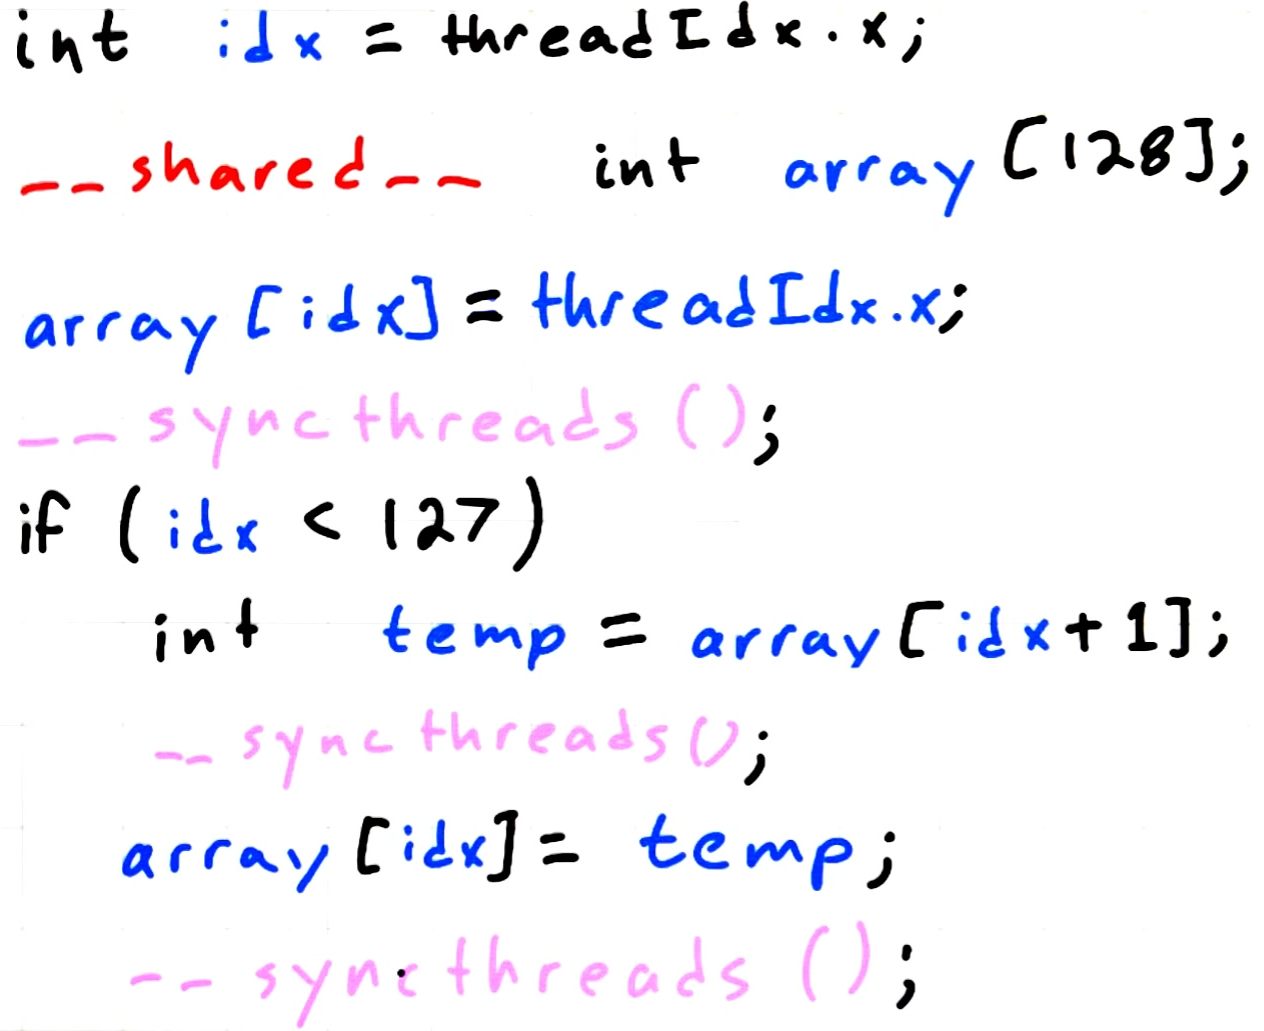 int idx = threadIdx.x;
__shared__ int array[128];
array[idx] = threadIdx.x;
__syncthreads();
if (idx < 127)
int temp = array[idx+1];
__syncthreads();
array[idx] = temp;
__syncthreads();